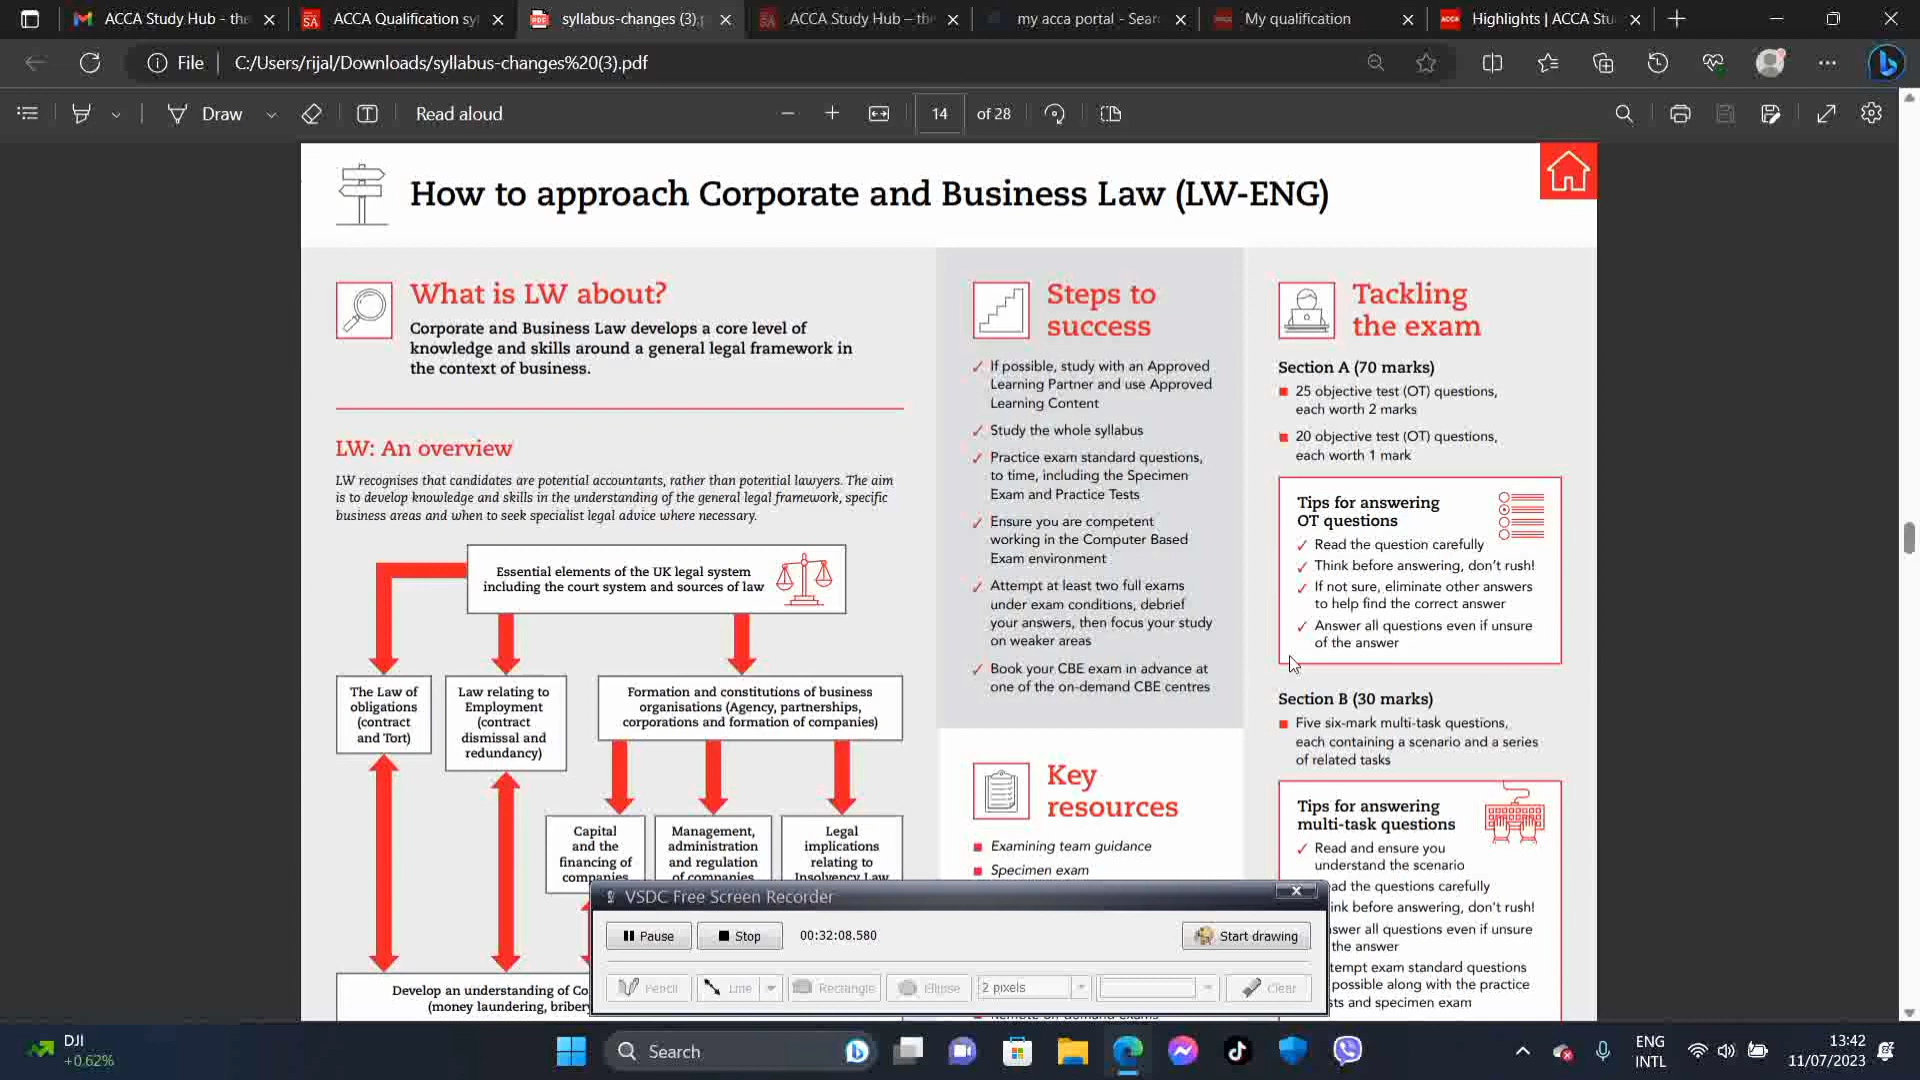 ACCA Study Hub - the
ACCA Qualification sy
syllabus-changes (3).p
ACCA Study Hub – the
my acca portal - Sear
My qualification
Highlights | ACCA Stu
File
C:/Users/rijal/Downloads/syllabus-changes%20(3).pdf
Draw
Read aloud
14
of 28
How to approach Corporate and Business Law (LW-ENG)
What is LW about?
Corporate and Business Law develops a core level of
knowledge and skills around a general legal framework in
the context of business.
LW: An overview
LW recognises that candidates are potential accountants, rather than potential lawyers. The aim
is to develop knowledge and skills in the understanding of the general legal framework, specific
business areas and when to seek specialist legal advice where necessary.
Essential elements of the UK legal system
including the court system and sources of law
The Law of
obligations
(contract
and Tort)
Law relating to
Employment
(contract
dismissal and
redundancy)
Formation and constitutions of business
organisations (Agency, partnerships,
corporations and formation of companies)
Capital
and the
financing of
companies
Management,
administration
and regulation
of companies
Legal
implications
relating to
Insolvency Law
Develop an understanding of Co
(money laundering, bribery
Steps to
success
✓ If possible, study with an Approved
Learning Partner and use Approved
Learning Content
✓ Study the whole syllabus
✓ Practice exam standard questions,
to time, including the Specimen
Exam and Practice Tests
✓ Ensure you are competent
working in the Computer Based
Exam environment
✓ Attempt at least two full exams
under exam conditions, debrief
your answers, then focus your study
on weaker areas
✓ Book your CBE exam in advance at
one of the on-demand CBE centres
Key
resources
Examining team guidance
Specimen exam
Tackling
the exam
Section A (70 marks)
25 objective test (OT) questions,
each worth 2 marks
20 objective test (OT) questions,
each worth 1 mark
Tips for answering
OT questions
✓ Read the question carefully
✓ Think before answering, don't rush!
✓ If not sure, eliminate other answers
to help find the correct answer
✓ Answer all questions even if unsure
of the answer
Section B (30 marks)
Five six-mark multi-task questions,
each containing a scenario and a series
of related tasks
Tips for answering
multi-task questions
✓ Read and ensure you
understand the scenario
ad the questions carefully
ink before answering, don't rush!
swer all questions even if unsure
the answer
tempt exam standard questions
possible along with the practice
sts and specimen exam
VSDC Free Screen Recorder
Pause
Stop
00:32:08.580
Start drawing
Pencil
Line
Rectangle
Ellipse
2 pixels
Clear
DJI
+0.62%
Search
ENG
INTL
13:42
11/07/2023